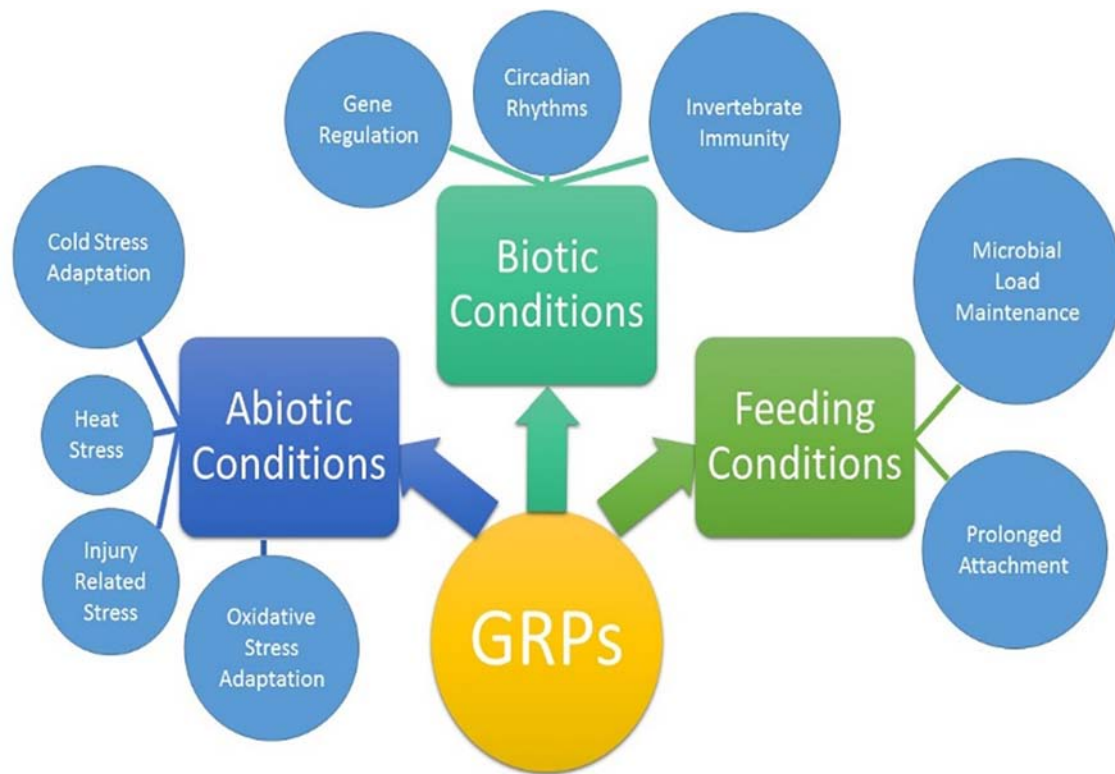 Gene
Regulation
Circadian
Rhythms
Invertebrate
Immunity
Cold Stress
Adaptation
Heat
Stress
Injury
Related
Stress
Oxidative
Stress
Adaptation
Abiotic
Conditions
Biotic
Conditions
Feeding
Conditions
Microbial
Load
Maintenance
Prolonged
Attachment
GRPs